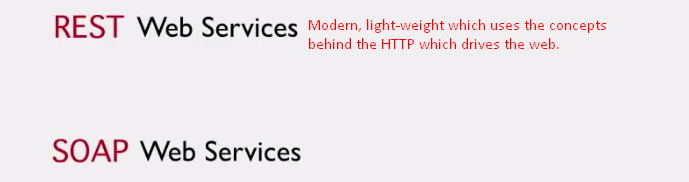 REST Web Services
Modern, light-weight which uses the concepts
behind the HTTP which drives the web.
SOAP Web Services